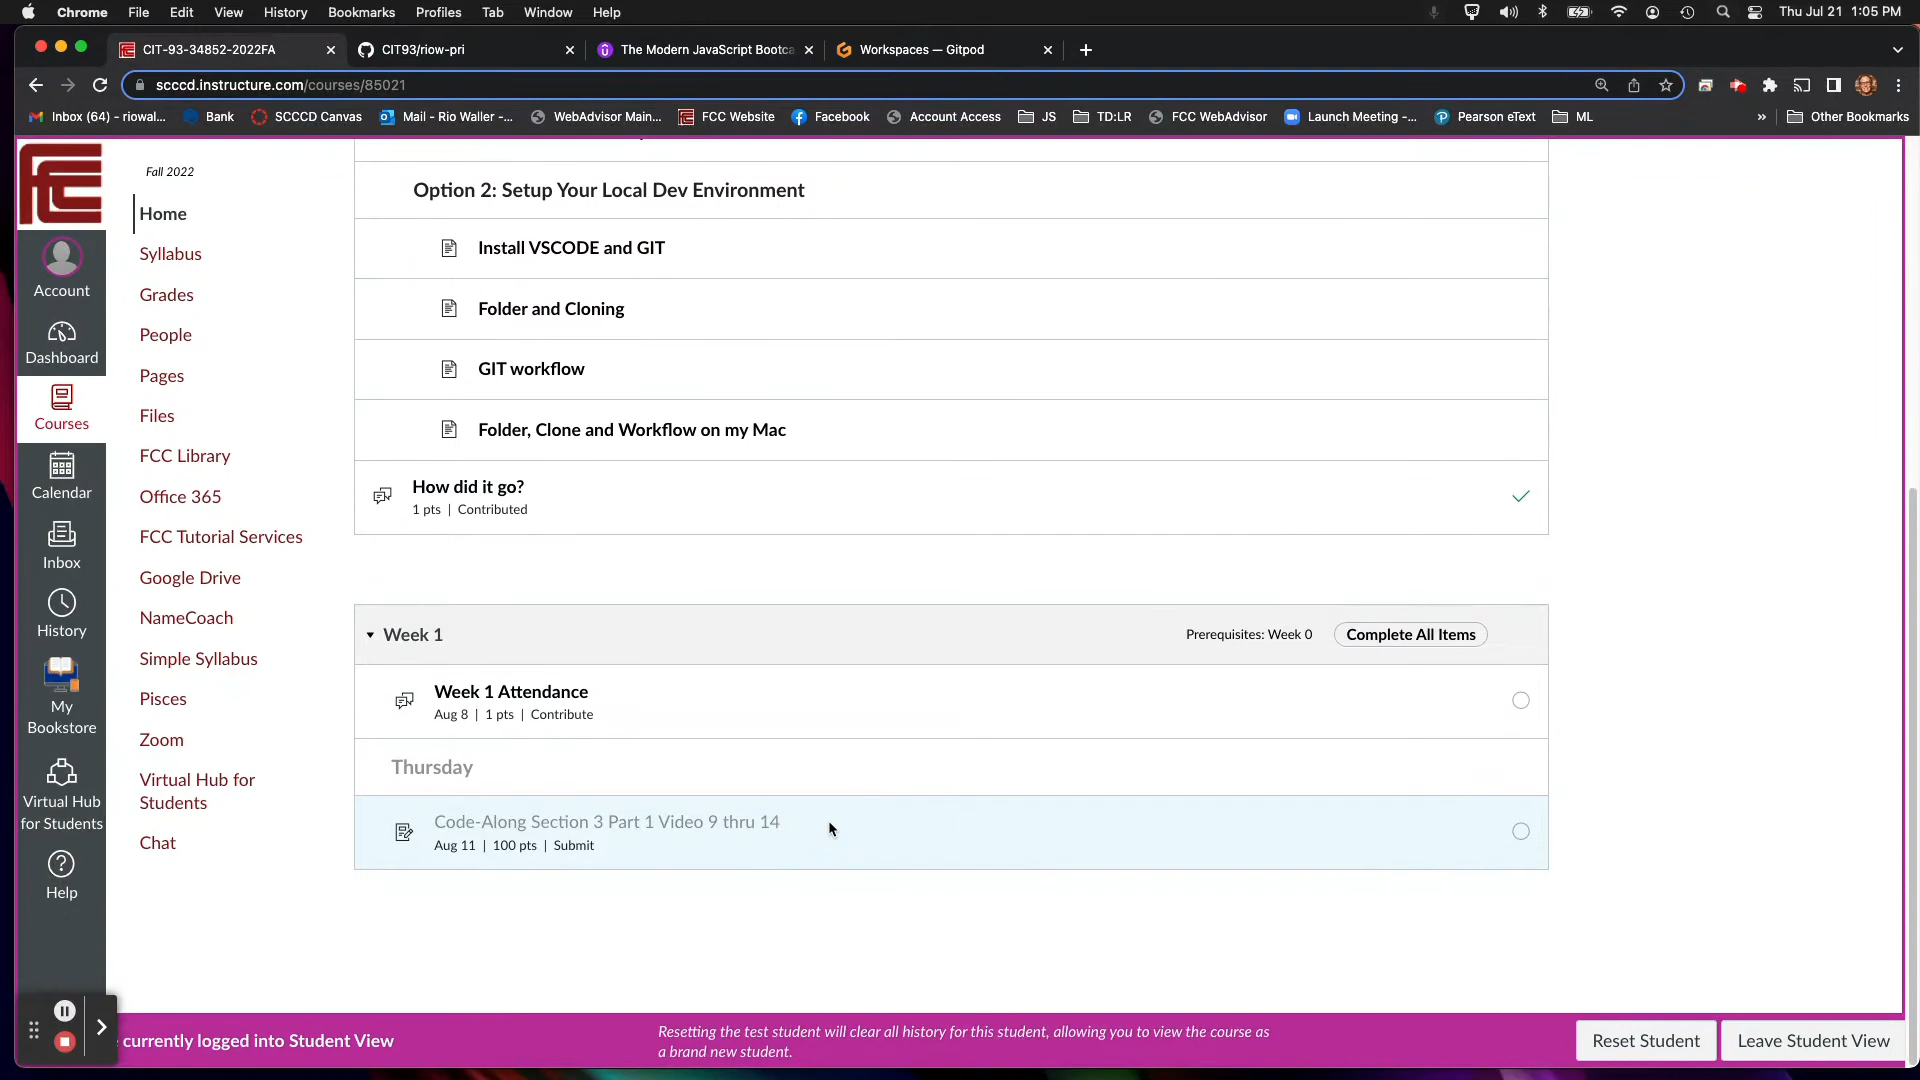 Chrome File Edit View History Bookmarks Profiles Tab Window Help Thu Jul 21 1:05 PM
CIT-93-34852-2022FA CIT93/riow-pri The Modern JavaScript Bootca Workspaces — Gitpod
scccd.instructure.com/courses/85021
Inbox (64) - riowal... Bank SCCCD Canvas Mail - Rio Waller -... WebAdvisor Main... FCC Website Facebook Account Access JS TD:LR FCC WebAdvisor Launch Meeting -... Pearson eText ML » Other Bookmarks
FCC
Account
Dashboard
Courses
Calendar
Inbox
History
My
Bookstore
Virtual Hub
for Students
Help
Fall 2022
Home
Syllabus
Grades
People
Pages
Files
FCC Library
Office 365
FCC Tutorial Services
Google Drive
NameCoach
Simple Syllabus
Pisces
Zoom
Virtual Hub for
Students
Chat
Option 2: Setup Your Local Dev Environment
Install VSCODE and GIT
Folder and Cloning
GIT workflow
Folder, Clone and Workflow on my Mac
How did it go?
1 pts | Contributed
Week 1 Prerequisites: Week 0 Complete All Items
Week 1 Attendance
Aug 8 | 1 pts | Contribute
Thursday
Code-Along Section 3 Part 1 Video 9 thru 14
Aug 11 | 100 pts | Submit
currently logged into Student View
Resetting the test student will clear all history for this student, allowing you to view the course as
a brand new student.
Reset Student Leave Student View